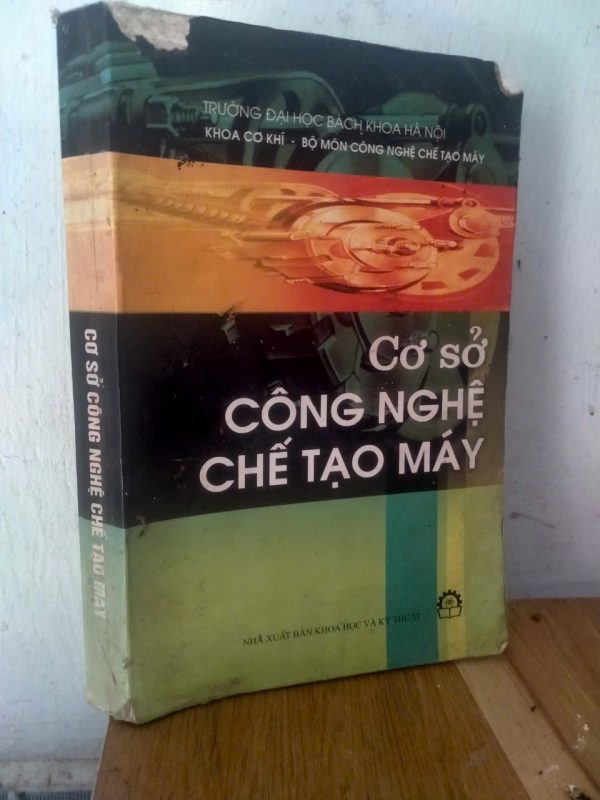 TRƯỜNG ĐẠI HỌC BÁCH KHOA HÀ NỘI
KHOA CƠ KHÍ - BỘ MÔN CÔNG NGHỆ CHẾ TẠO MÁY
Cơ sở
CÔNG NGHỆ
CHẾ TẠO MÁY
NHÀ XUẤT BẢN KHOA HỌC VÀ KỸ THUẬT
CƠ SỞ CÔNG NGHỆ CHẾ TẠO MÁY